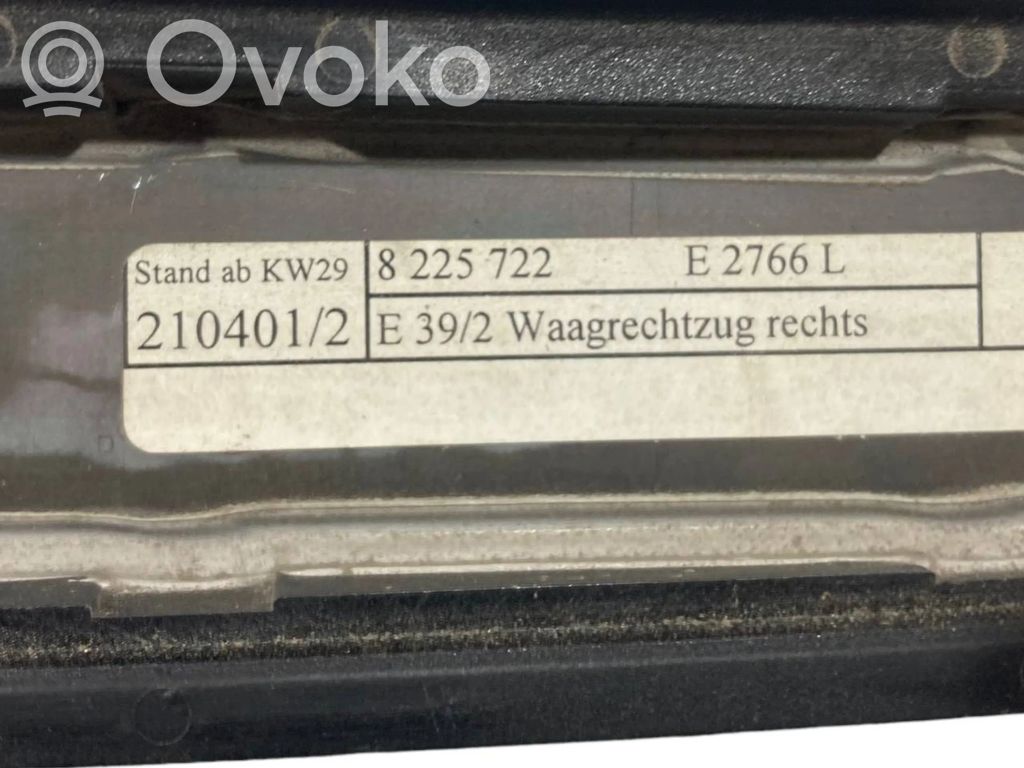 Ovoko
Stand ab KW29
8 225 722 E 2766 L
210401/2
E 39/2 Waagrechtzug rechts